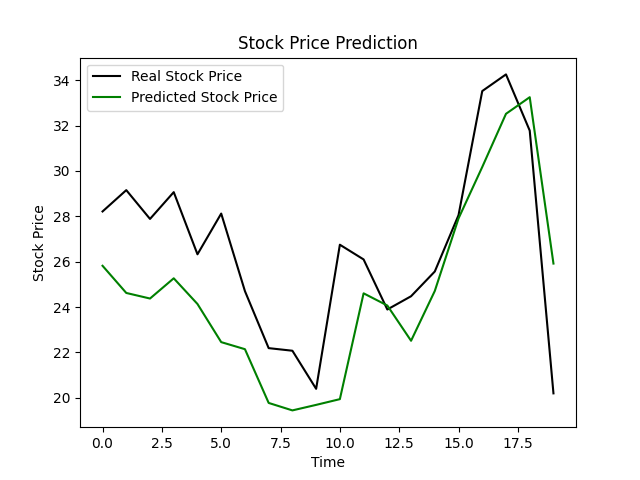 Stock Price Prediction
Real Stock Price
Predicted Stock Price
34
32
30
28
26
24
22
20
Stock Price
0.0 2.5 5.0 7.5 10.0 12.5 15.0 17.5
Time